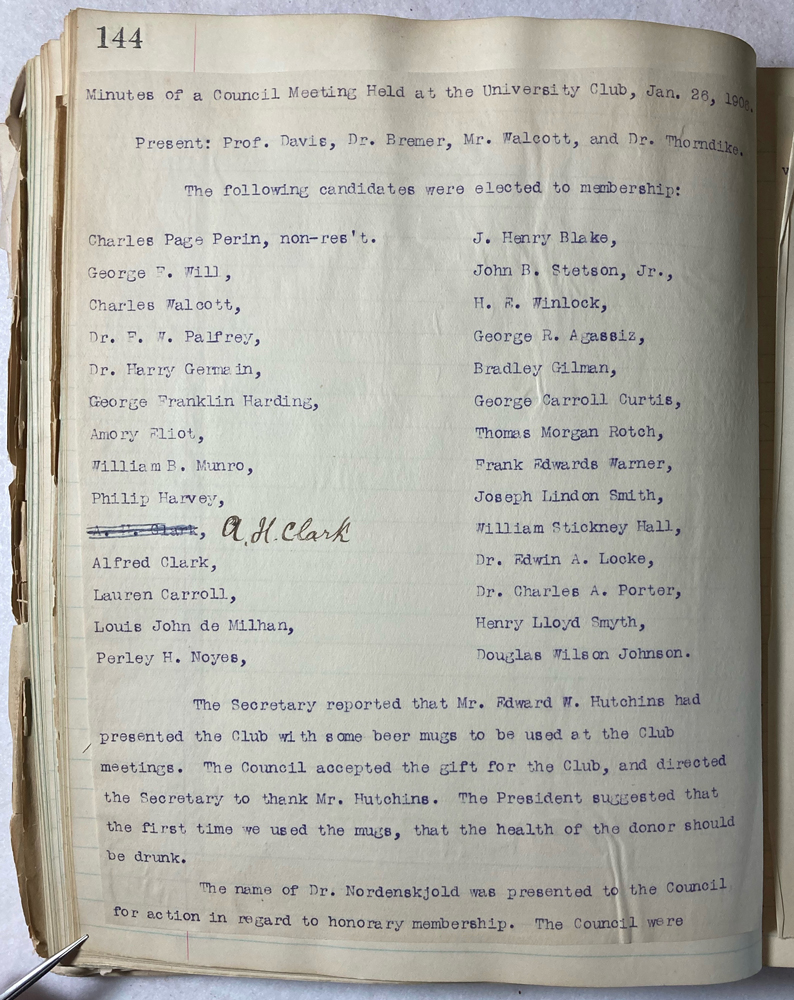 144
Minutes of a Council Meeting Held at the University Club, Jan. 26,
Present: Prof. Davis, Dr. Bremer, Mr. Walcott, and Dr. Thorndike.
The following candidates were elected to membership:
Charles Page Perin, non-res't.
George F. Will,
Charles Walcott,
Dr. F. W. Palfrey,
Dr. Harry Germain,
George Franklin Harding,
Amory Eliot,
William B. Munro,
Philip Harvey,
A. H. Clark
Alfred Clark,
Lauren Carroll,
Louis John de Milhan,
Perley H. Noyes,
J. Henry Blake,
John B. Stetson, Jr.,
H. E. Winlock,
George R. Agassiz,
Bradley Gilman,
George Carroll Curtis,
Thomas Morgan Rotch,
Frank Edwards Warner,
Joseph Lindon Smith,
William Stickney Hall,
Dr. Edwin A. Locke,
Dr. Charles A. Porter,
Henry Lloyd Smyth,
Douglas Wilson Johnson.
The Secretary reported that Mr. Edward W. Hutchins had
presented the Club with some beer mugs to be used at the Club
meetings. The Council accepted the gift for the Club, and directed
the Secretary to thank Mr. Hutchins. The President suggested that
the first time we used the mugs, that the health of the donor should
be drunk.
The name of Dr. Nordenskjold was presented to the Council
for action in regard to honorary membership. The Council were